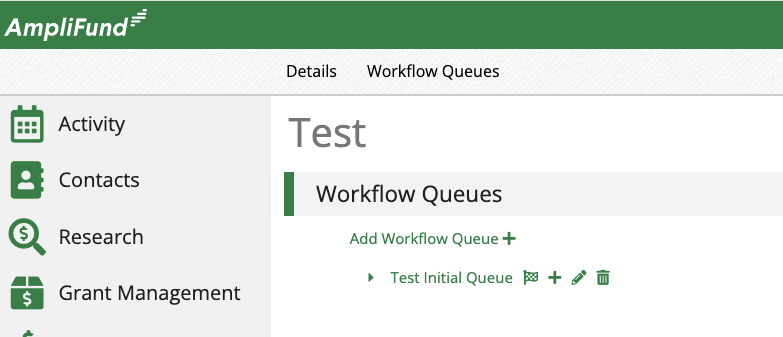 AmpliFund
Details Workflow Queues
Activity
Contacts
Research
Grant Management
Test
Workflow Queues
Add Workflow Queue
Test Initial Queue